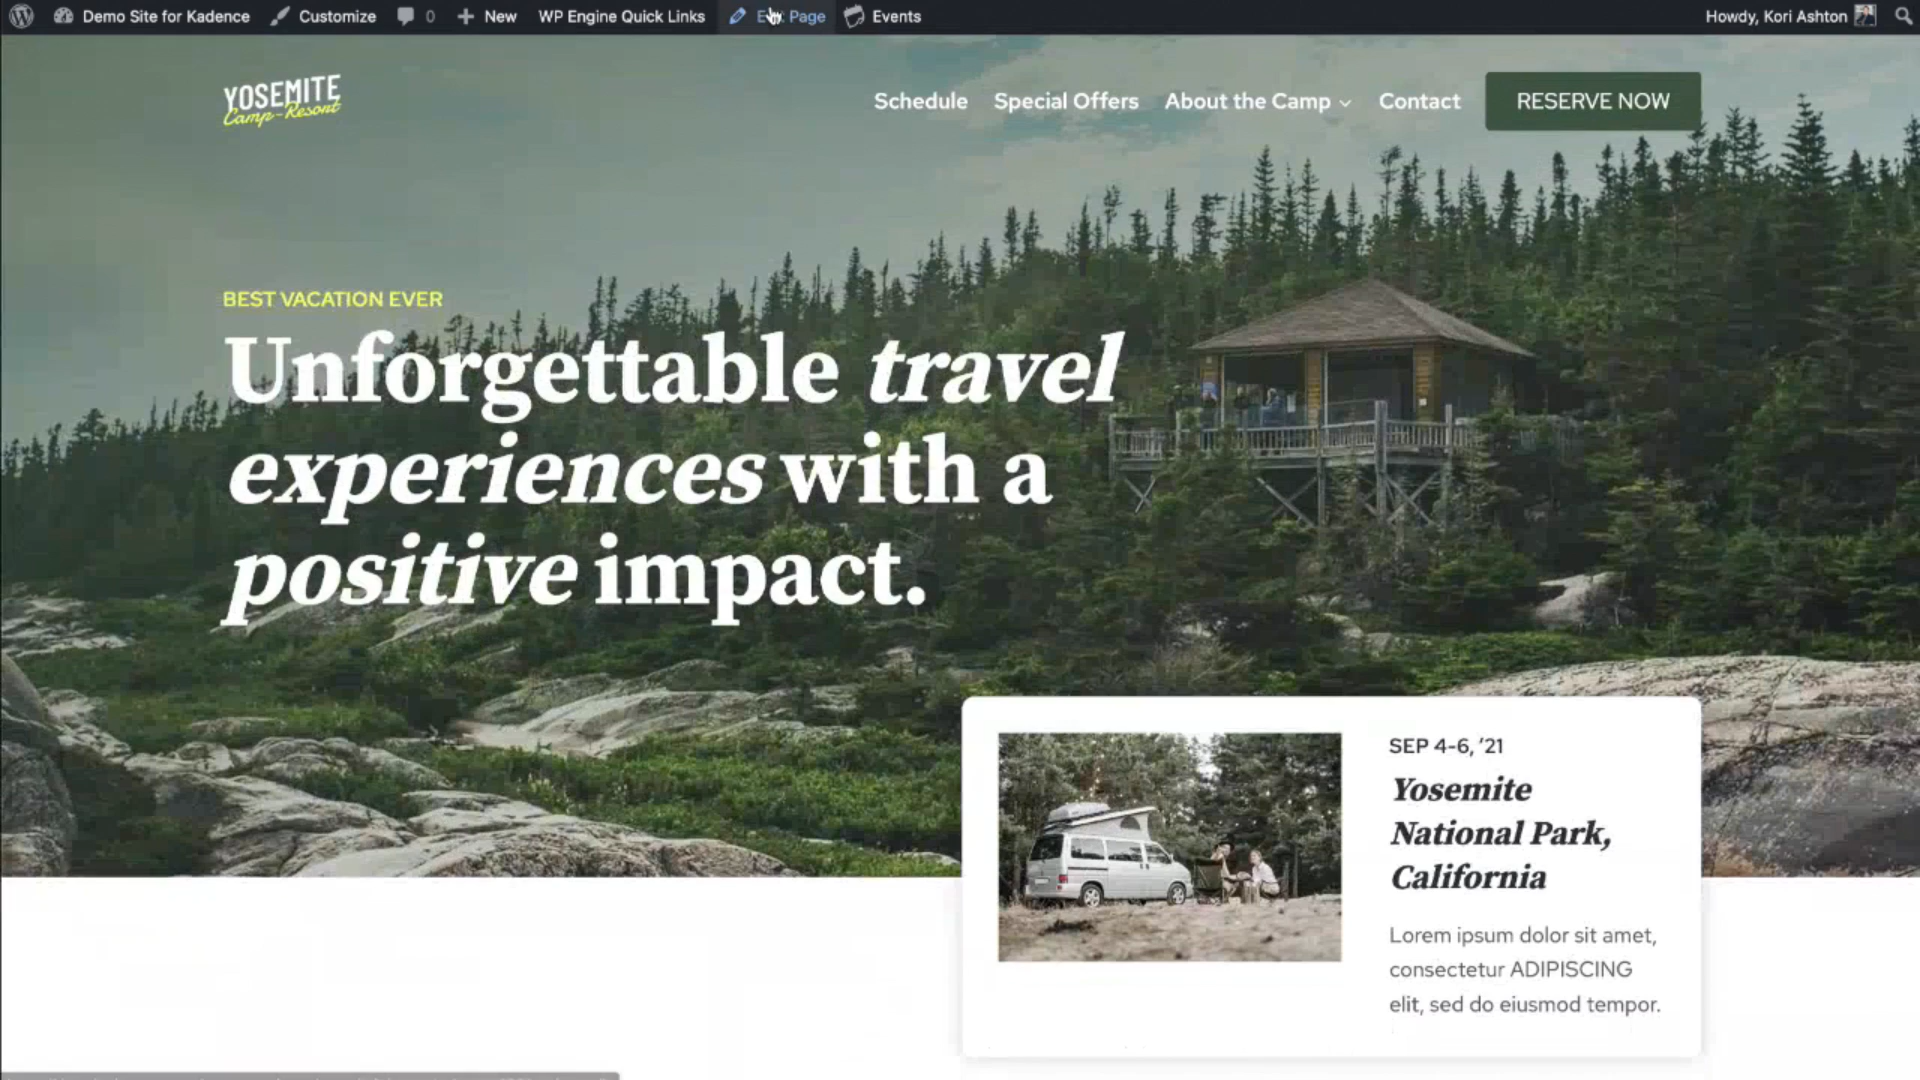 Demo Site for Kadence Customize 0 New WP Engine Quick Links Edit Page Events Howdy, Kori Ashton
YOSEMITE
Camp-Resort
Schedule Special Offers About the Camp Contact RESERVE NOW
BEST VACATION EVER
Unforgettable travel
experiences with a
positive impact.
SEP 4-6, '21
Yosemite
National Park,
California
Lorem ipsum dolor sit amet,
consectetur ADIPISCING
elit, sed do eiusmod tempor.